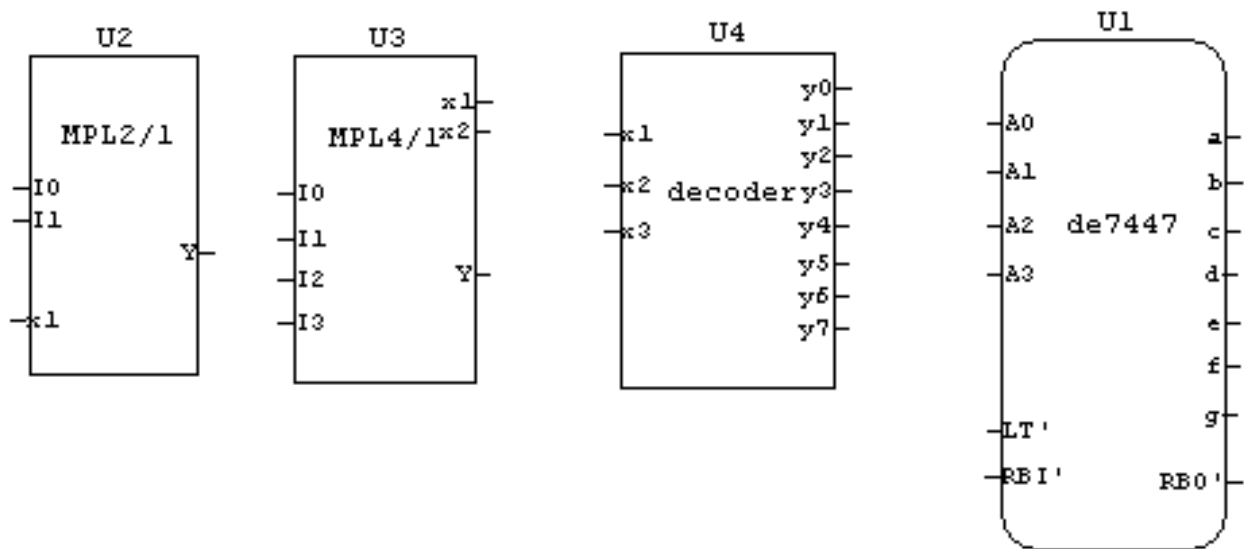 U2
MPL2/1
I0
I1
Y
x1
U3
x1
MPL4/1
x2
I0
I1
I2
Y
I3
U4
y0
y1
x1
y2
x2
decoder
y3
x3
y4
y5
y6
y7
U1
A0
a
A1
b
A2
de7447
c
A3
d
e
f
g
LT'
RBI'
RBO'